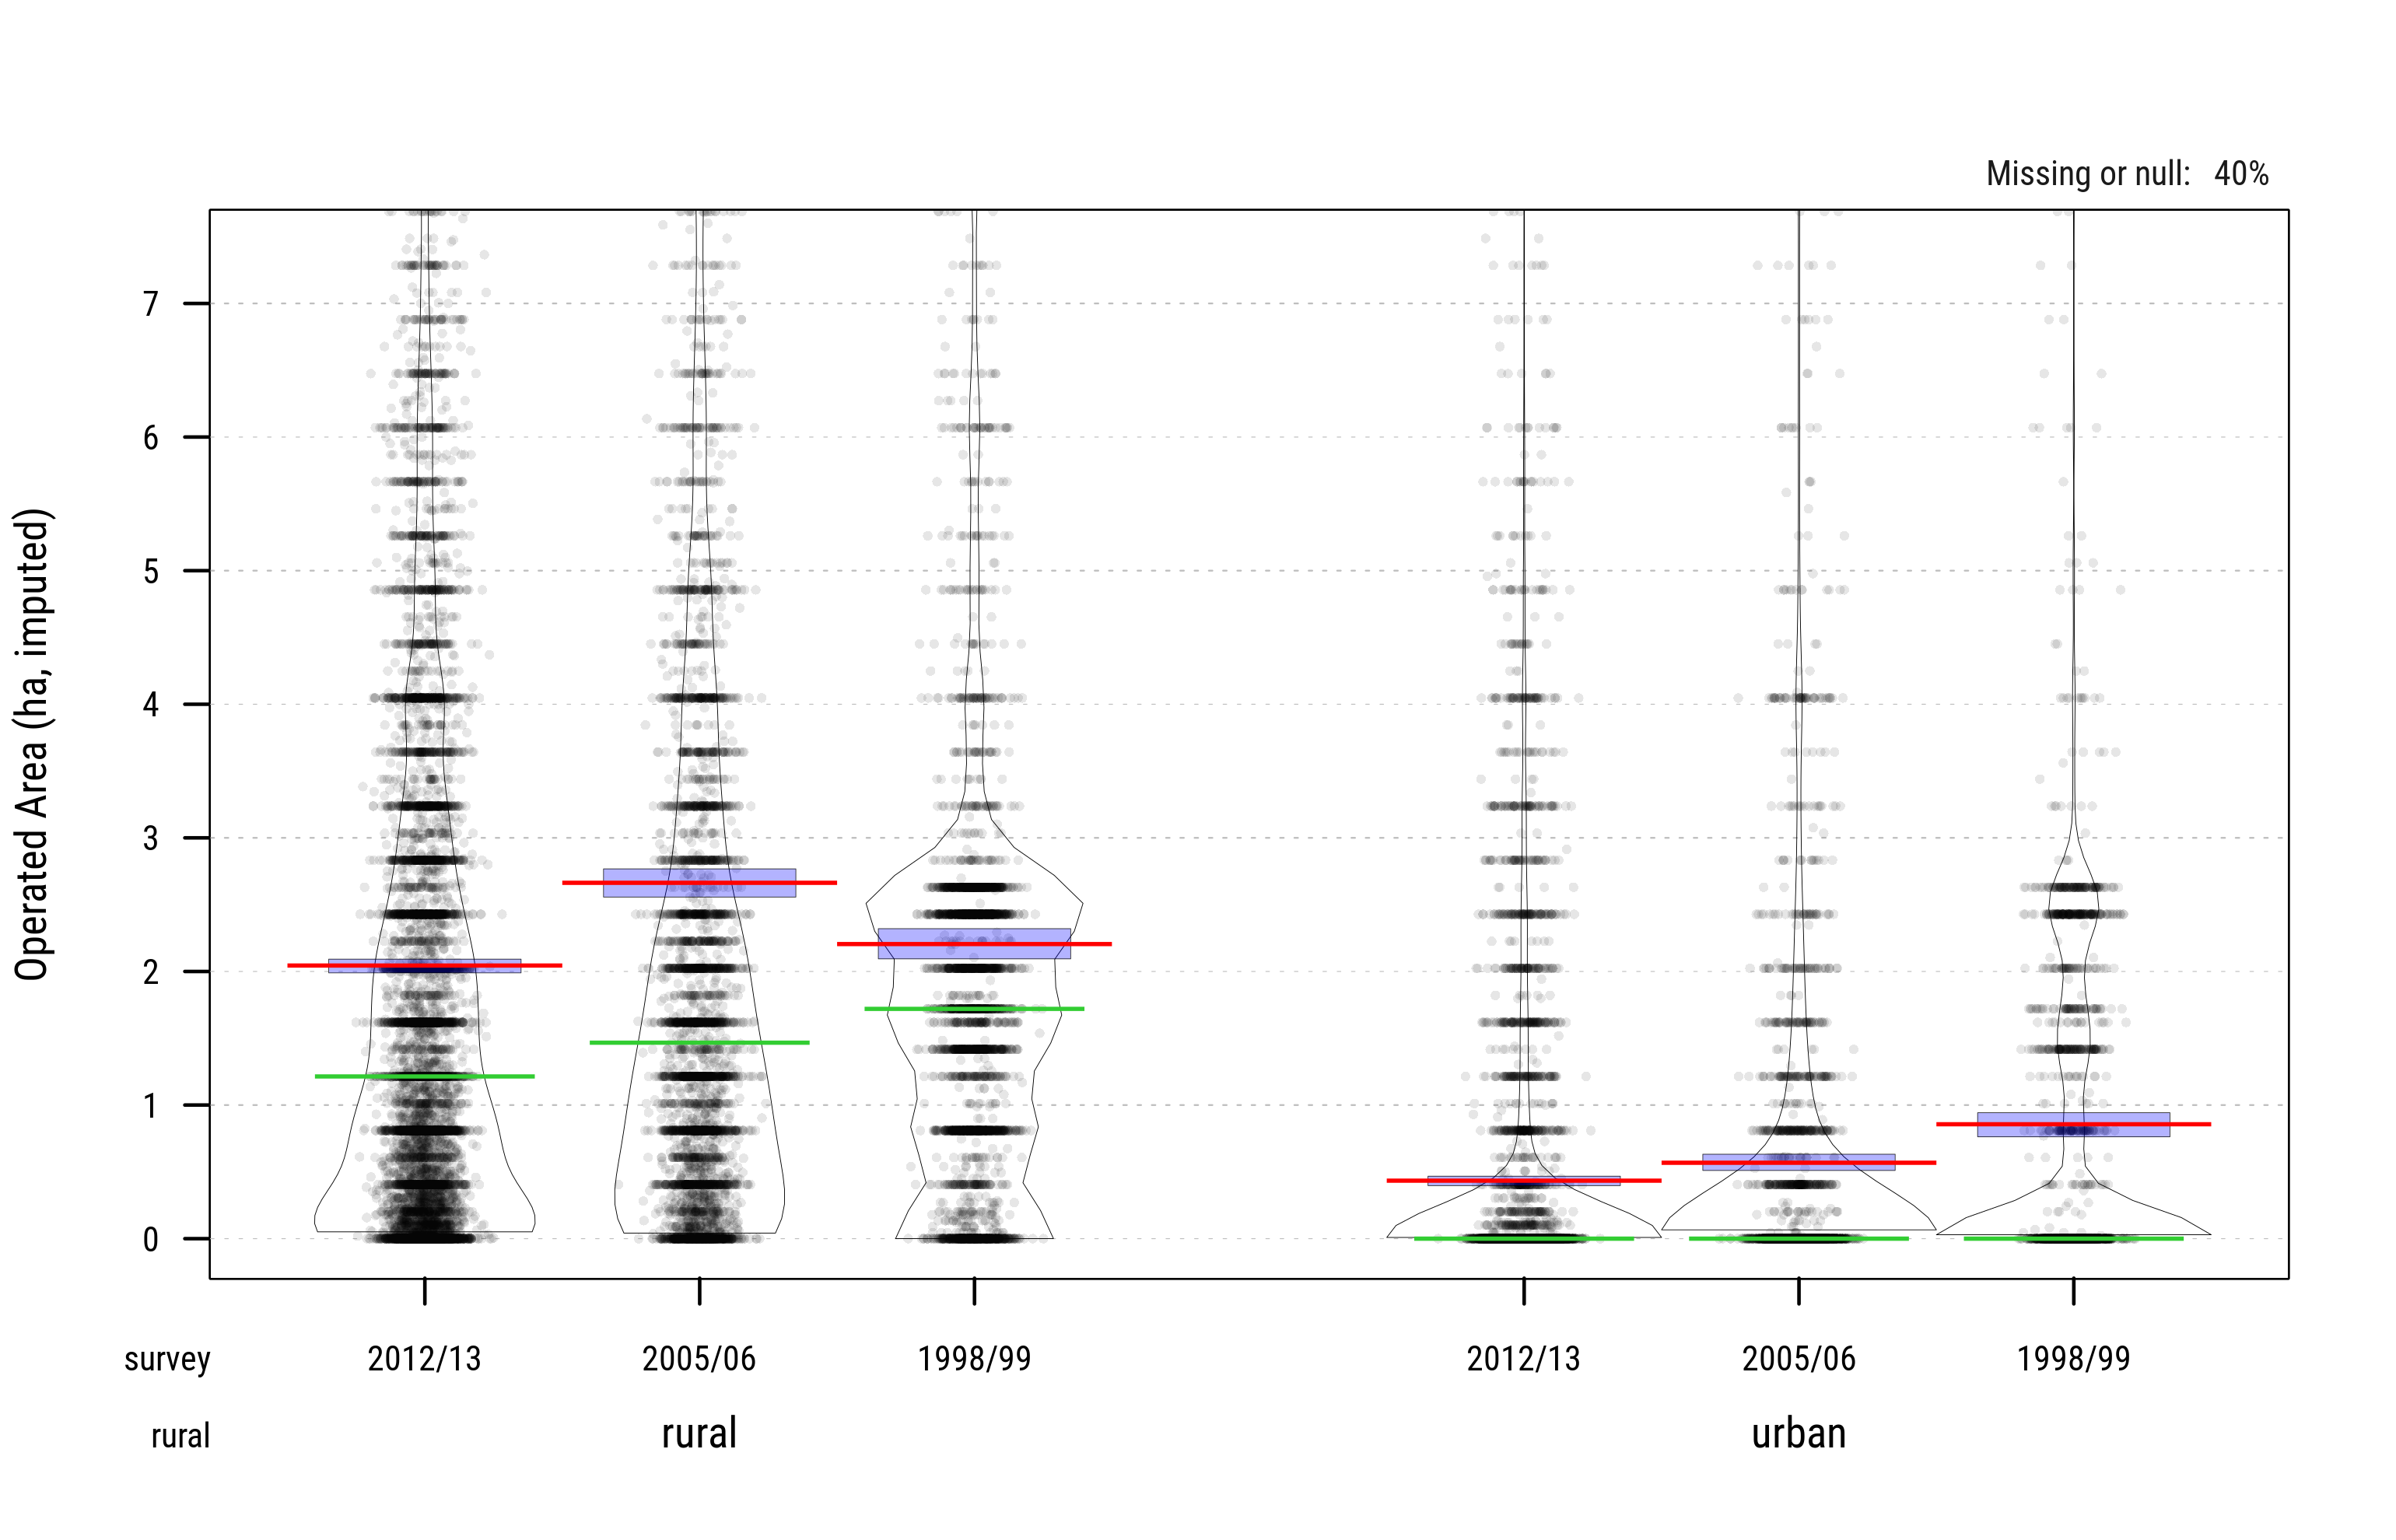 Missing or null: 40%
Operated Area (ha, imputed)
7
6
5
4
3
2
1
0
survey 2012/13 2005/06 1998/99 2012/13 2005/06 1998/99
rural rural urban